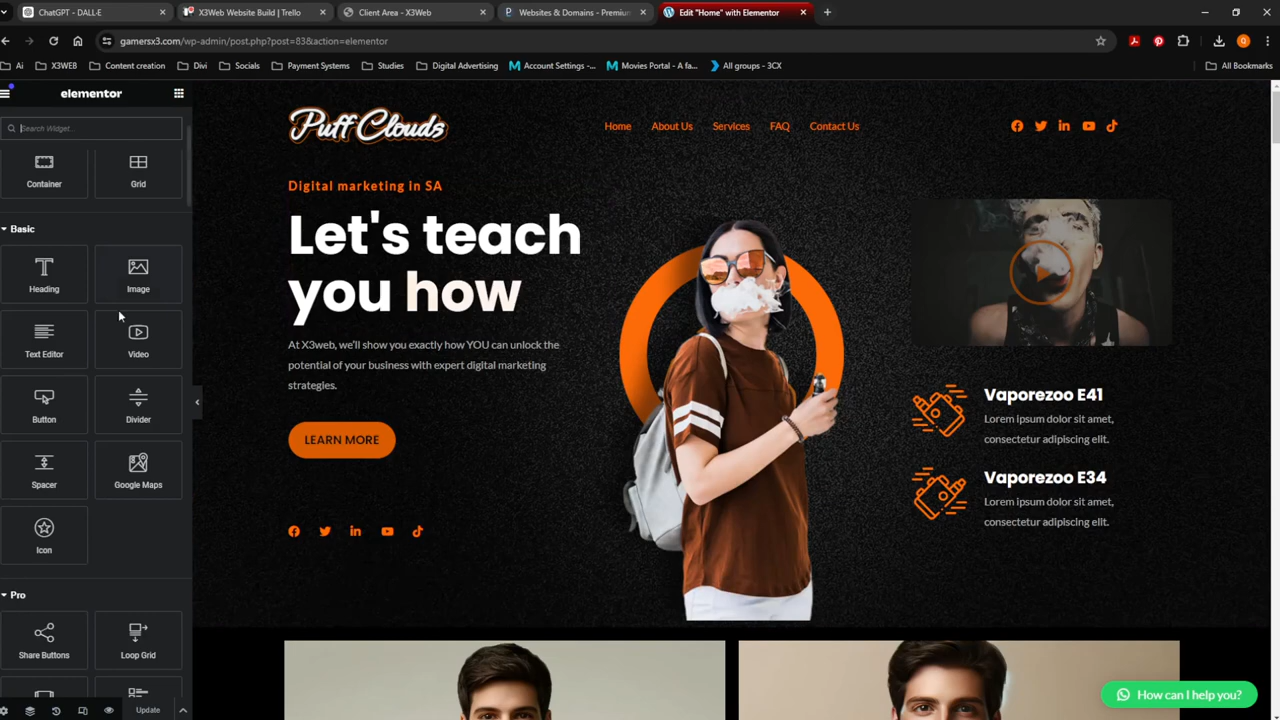 ChatGPT - DALL-E
X3Web Website Build | Trello
Client Area - X3Web
Websites & Domains - Premium
Edit "Home" with Elementor
gamersx3.com/wp-admin/post.php?post=83&action=elementor
Ai
X3WEB
Content creation
Divi
Socials
Payment Systems
Studies
Digital Advertising
Account Settings -...
Movies Portal - A fa...
All groups - 3CX
All Bookmarks
elementor
Search Widget...
Container
Grid
Basic
Heading
Image
Text Editor
Video
Button
Divider
Spacer
Google Maps
Icon
Pro
Share Buttons
Loop Grid
Update
Puff Clouds
Home
About Us
Services
FAQ
Contact Us
Digital marketing in SA
Let's teach
you how
At X3web, we'll show you exactly how YOU can unlock the
potential of your business with expert digital marketing
strategies.
LEARN MORE
Vaporezoo E41
Lorem ipsum dolor sit amet,
consectetur adipiscing elit.
Vaporezoo E34
Lorem ipsum dolor sit amet,
consectetur adipiscing elit.
How can I help you?